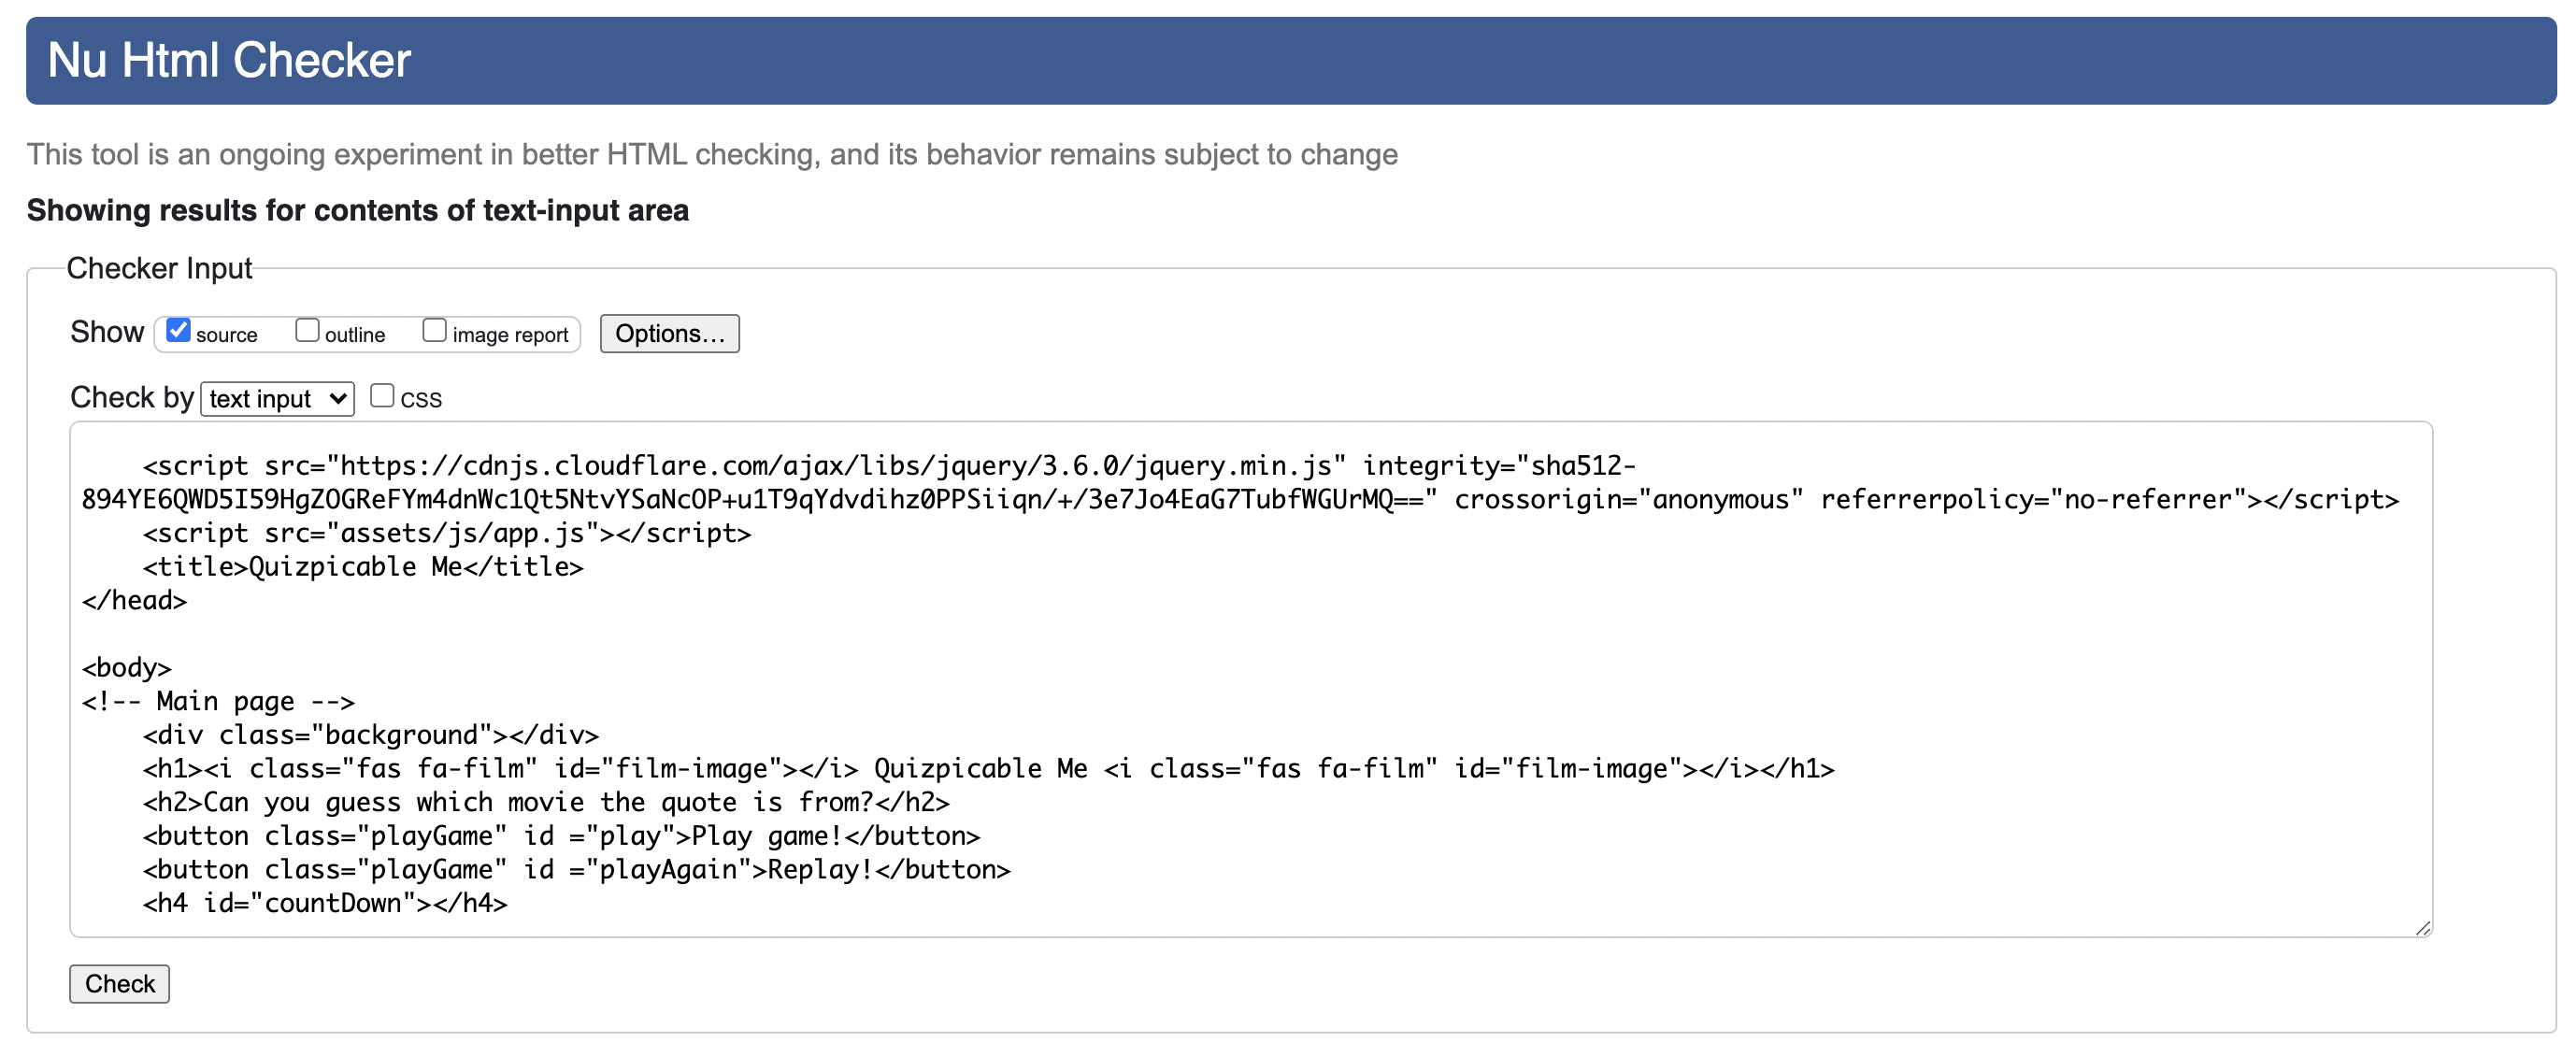 Nu Html Checker
This tool is an ongoing experiment in better HTML checking, and its behavior remains subject to change
Showing results for contents of text-input area
Checker Input
Show source outline image report Options...
Check by text input CSS
<script src="https://cdnjs.cloudflare.com/ajax/libs/jquery/3.6.0/jquery.min.js" integrity="sha512-
894YE6QWD5I59HgZOGReFYm4dnWc1Qt5NtvYSaNcOP+u1T9qYdvdihz0PPSiiqn/+/3e7Jo4EaG7TubfWGUrMQ==" crossorigin="anonymous" referrerpolicy="no-referrer"></script>
<script src="assets/js/app.js"></script>
<title>Quizpicable Me</title>
</head>
<body>
<!-- Main page -->
<div class="background"></div>
<h1><i class="fas fa-film" id="film-image"></i> Quizpicable Me <i class="fas fa-film" id="film-image"></i></h1>
<h2>Can you guess which movie the quote is from?</h2>
<button class="playGame" id ="play">Play game!</button>
<button class="playGame" id ="playAgain">Replay!</button>
<h4 id="countDown"></h4>
Check